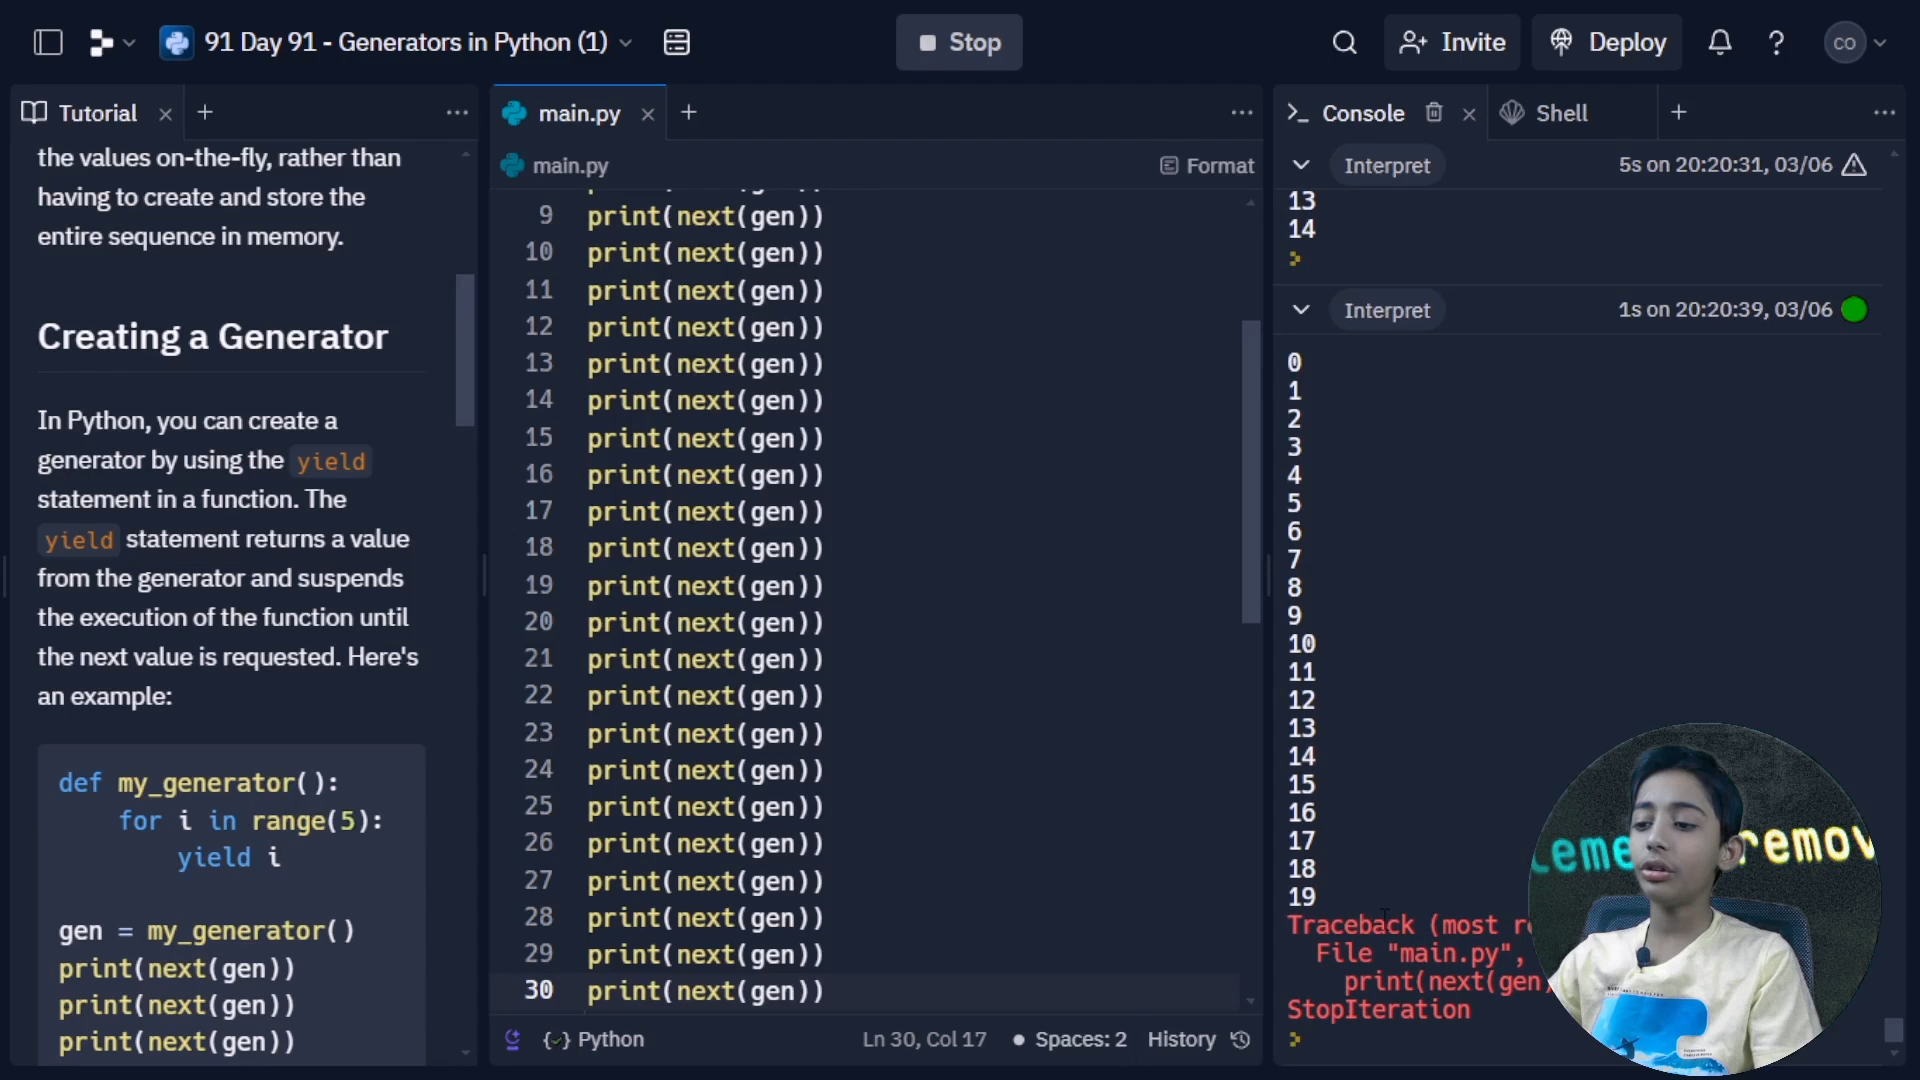 91 Day 91 - Generators in Python (1)
Stop
Invite
Deploy
CO
Tutorial
main.py
Console
Shell
the values on-the-fly, rather than
having to create and store the
entire sequence in memory.
Creating a Generator
In Python, you can create a
generator by using the yield
statement in a function. The
yield statement returns a value
from the generator and suspends
the execution of the function until
the next value is requested. Here's
an example:
def my_generator():
for i in range(5):
yield i
gen = my_generator()
print(next(gen))
print(next(gen))
print(next(gen))
main.py
Format
9 print(next(gen))
10 print(next(gen))
11 print(next(gen))
12 print(next(gen))
13 print(next(gen))
14 print(next(gen))
15 print(next(gen))
16 print(next(gen))
17 print(next(gen))
18 print(next(gen))
19 print(next(gen))
20 print(next(gen))
21 print(next(gen))
22 print(next(gen))
23 print(next(gen))
24 print(next(gen))
25 print(next(gen))
26 print(next(gen))
27 print(next(gen))
28 print(next(gen))
29 print(next(gen))
30 print(next(gen))
Python
Ln 30, Col 17
Spaces: 2
History
Interpret
5s on 20:20:31, 03/06
13
14
Interpret
1s on 20:20:39, 03/06
0
1
2
3
4
5
6
7
8
9
10
11
12
13
14
15
16
17
18
19
Traceback (most r
File "main.py",
print(next(gen)
StopIteration
leme remov